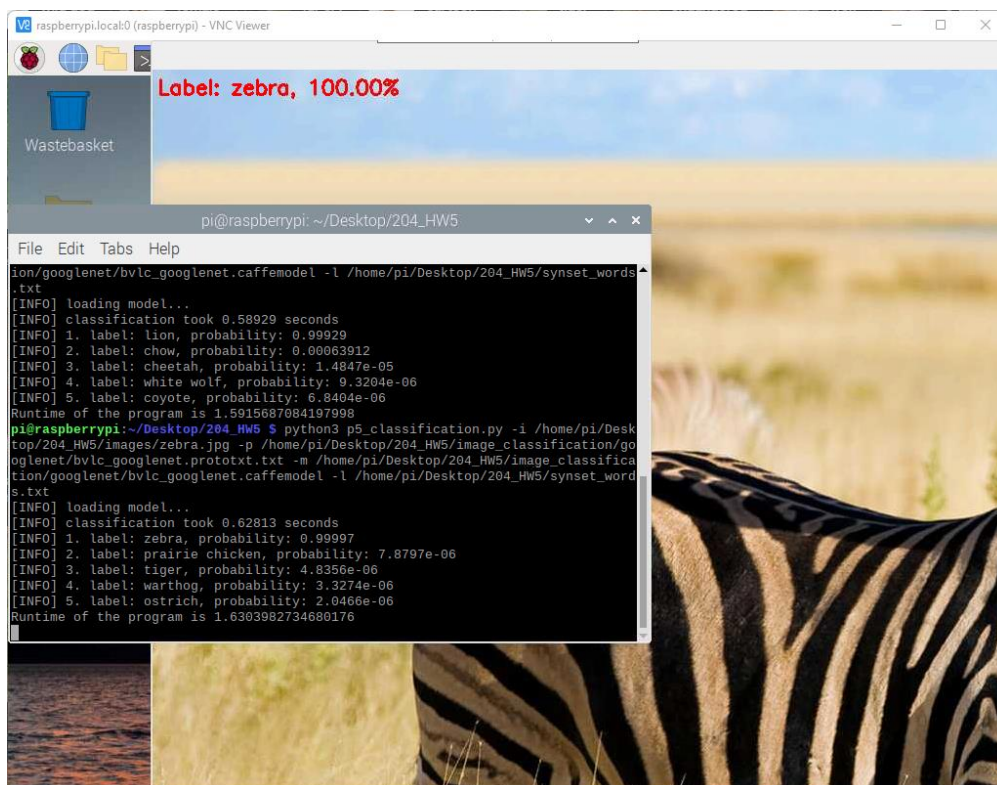 raspberrypi.local:0 (raspberrypi) - VNC Viewer
Label: zebra, 100.00%
Wastebasket
pi@raspberrypi: ~/Desktop/204_HW5
File Edit Tabs Help
ion/googlenet/bvlc_googlenet.caffemodel -l /home/pi/Desktop/204_HW5/synset_words
.txt
[INFO] loading model...
[INFO] classification took 0.58929 seconds
[INFO] 1. label: lion, probability: 0.99929
[INFO] 2. label: chow, probability: 0.00063912
[INFO] 3. label: cheetah, probability: 1.4847e-05
[INFO] 4. label: white wolf, probability: 9.3204e-06
[INFO] 5. label: coyote, probability: 6.8404e-06
Runtime of the program is 1.5915687084197998
pi@raspberrypi:~/Desktop/204_HW5 $ python3 p5_classification.py -i /home/pi/Desk
top/204_HW5/images/zebra.jpg -p /home/pi/Desktop/204_HW5/image_classification/go
oglenet/bvlc_googlenet.prototxt.txt -m /home/pi/Desktop/204_HW5/image_classifica
tion/googlenet/bvlc_googlenet.caffemodel -l /home/pi/Desktop/204_HW5/synset_word
s.txt
[INFO] loading model...
[INFO] classification took 0.62813 seconds
[INFO] 1. label: zebra, probability: 0.99997
[INFO] 2. label: prairie chicken, probability: 7.8797e-06
[INFO] 3. label: tiger, probability: 4.8356e-06
[INFO] 4. label: warthog, probability: 3.3274e-06
[INFO] 5. label: ostrich, probability: 2.0466e-06
Runtime of the program is 1.6303982734680176